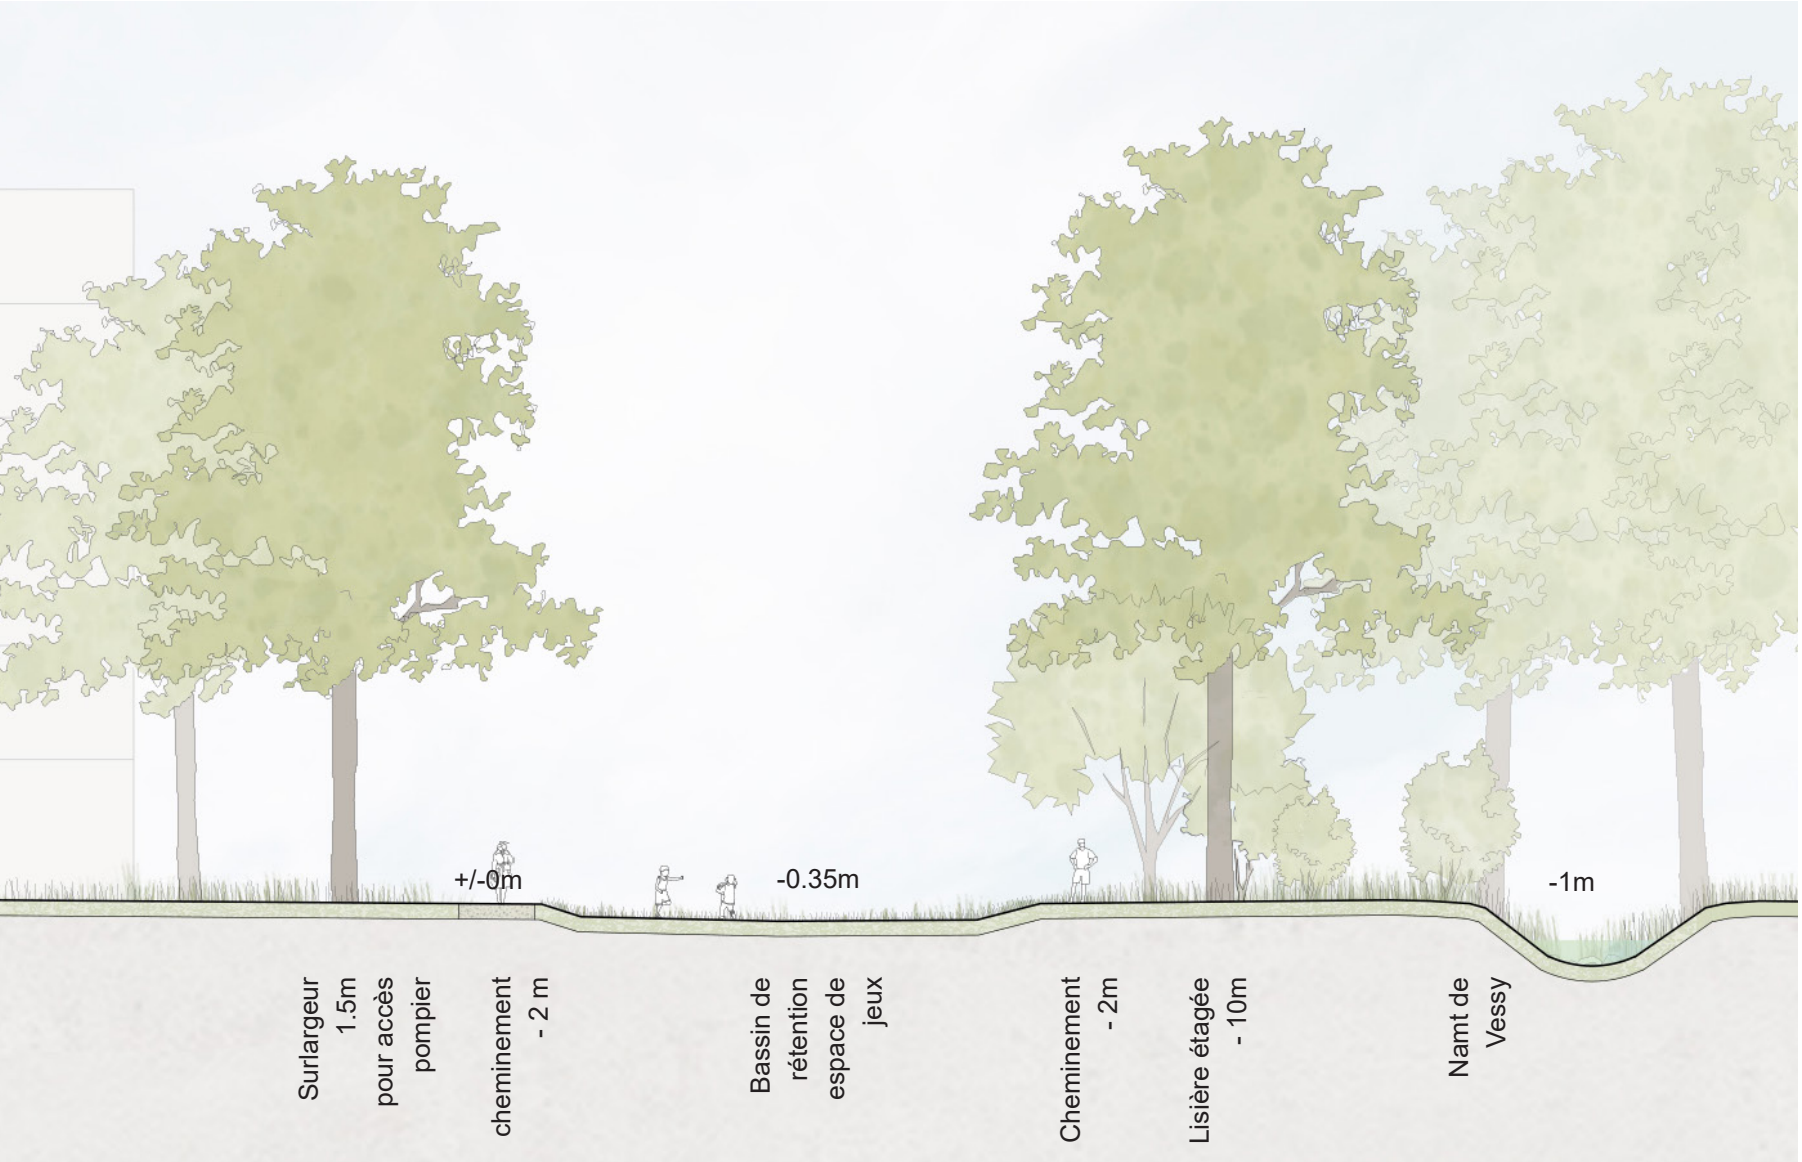 +/-0m
-0.35m
-1m
Surlargeur
1.5m
pour accès
pompier
cheminement
- 2 m
Bassin de
rétention
espace de
jeux
Cheminement
- 2m
Lisière étagée
- 10m
Namt de
Vessy